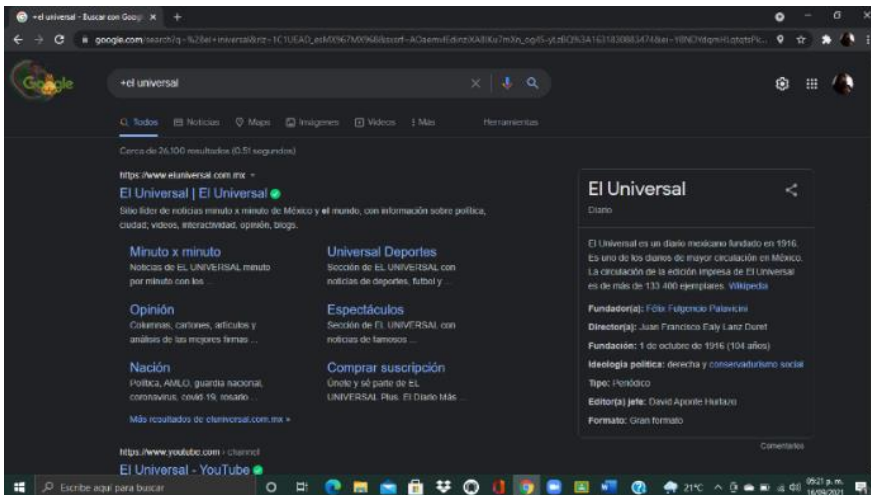 +el universal - Buscar con Goog
google.com/search?q=%2Bel+universal&rlz=1C1UEAD_esMX967MX968&sxsrf=
Google
+el universal
Todos Noticias Maps Imágenes Videos Más Herramientas
Cerca de 26,100 resultados (0.51 segundos)
https://www.eluniversal.com.mx
El Universal | El Universal
Sitio líder de noticias minuto x minuto de México y el mundo, con información sobre política,
ciudad, videos, interactividad, opinión, blogs.
Minuto x minuto
Noticias de EL UNIVERSAL minuto
por minuto con los ...
Universal Deportes
Sección de EL UNIVERSAL con
noticias de deportes, futbol y ...
Opinión
Columnas, cartones, artículos y
análisis de las mejores firmas ...
Espectáculos
Sección de EL UNIVERSAL con
noticias de famosos ...
Nación
Política, AMLO, guardia nacional,
coronavirus, covid-19, rosario ...
Comprar suscripción
Únete y sé parte de EL
UNIVERSAL Plus. El Diario Más ...
Más resultados de eluniversal.com.mx »
https://www.youtube.com › channel
El Universal - YouTube
El Universal
Diario
El Universal es un diario mexicano fundado en 1916.
Es uno de los diarios de mayor circulación en México.
La circulación de la edición impresa de El Universal
es de más de 133 400 ejemplares. Wikipedia
Fundador(a): Félix Fulgencio Palavicini
Director(a): Juan Francisco Ealy Lanz Duret
Fundación: 1 de octubre de 1916 (104 años)
Ideología política: derecha y conservadurismo social
Tipo: Periódico
Editor(a) jefe: David Aponte Hurtazo
Formato: Gran formato
Comentarios
Escribe aquí para buscar
21°C
09:21 p. m.
16/09/2021